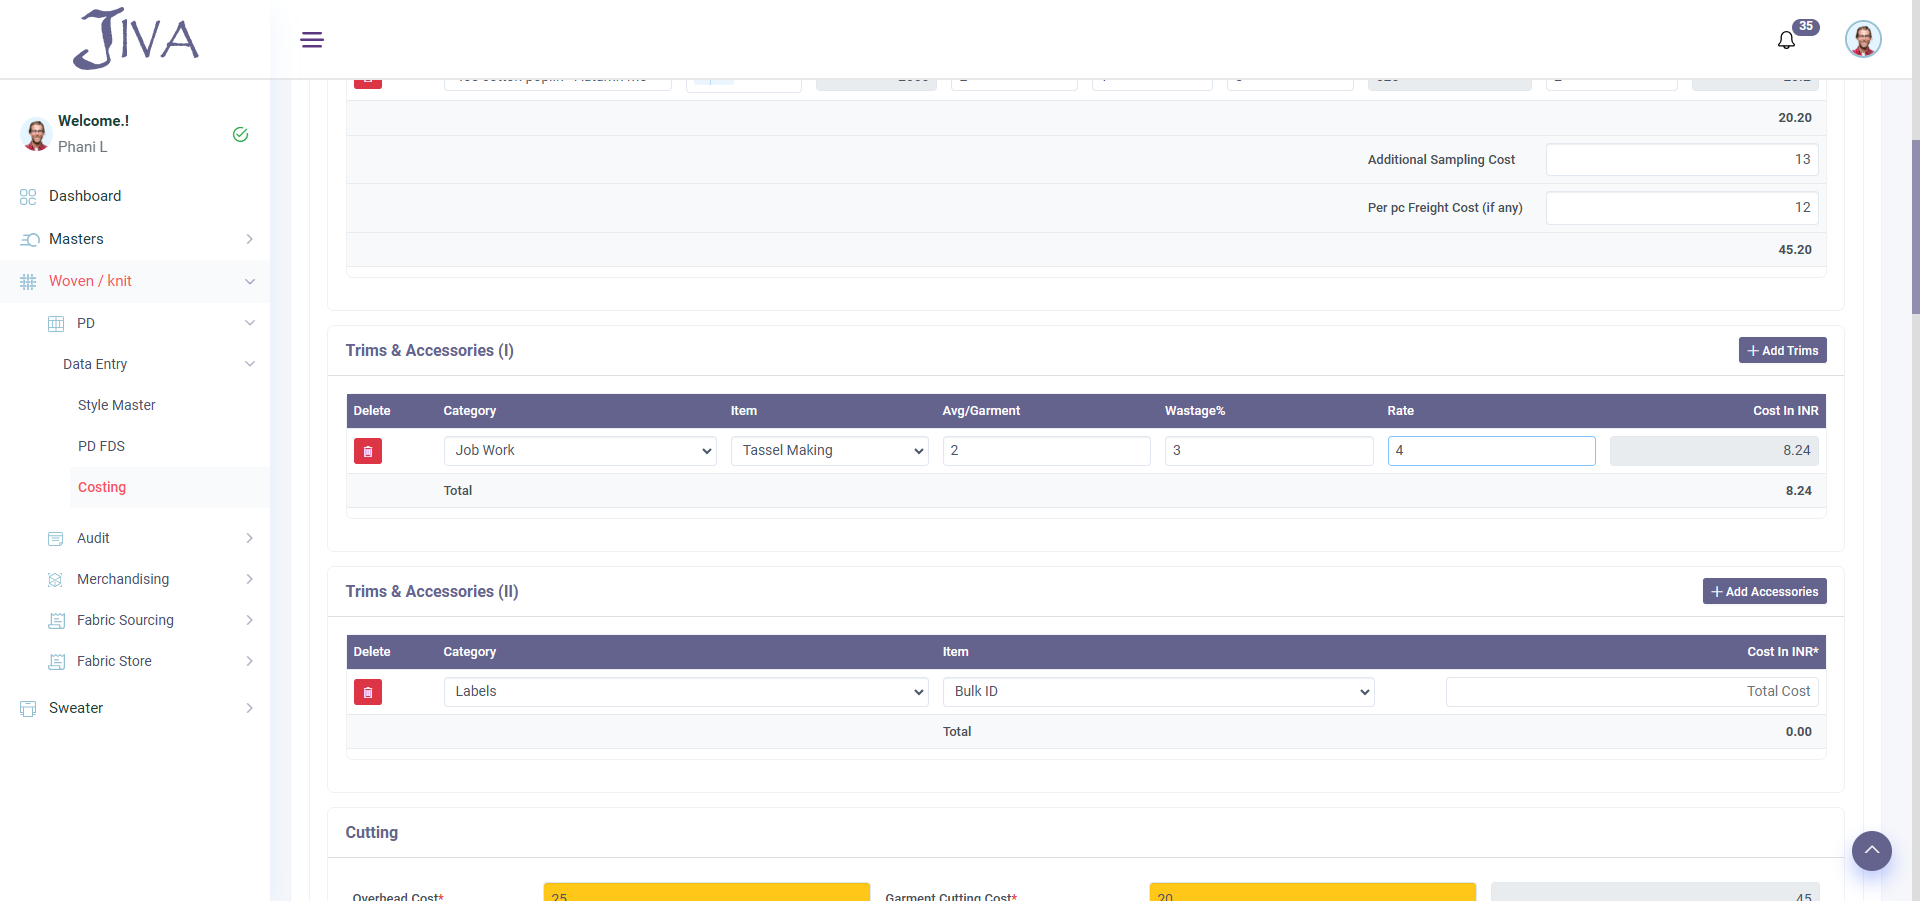 JIVA
35
Welcome.!
Phani L
Dashboard
Masters
Woven / knit
PD
Data Entry
Style Master
PD FDS
Costing
Audit
Merchandising
Fabric Sourcing
Fabric Store
Sweater
20.20
Additional Sampling Cost 13
Per pc Freight Cost (if any) 12
45.20
Trims & Accessories (I)
Add Trims
Delete Category Item Avg/Garment Wastage% Rate Cost In INR
Job Work Tassel Making 2 3 4 8.24
Total 8.24
Trims & Accessories (II)
Add Accessories
Delete Category Item Cost In INR*
Labels Bulk ID Total Cost
Total 0.00
Cutting
Overhead Cost* 25 Garment Cutting Cost* 20 45